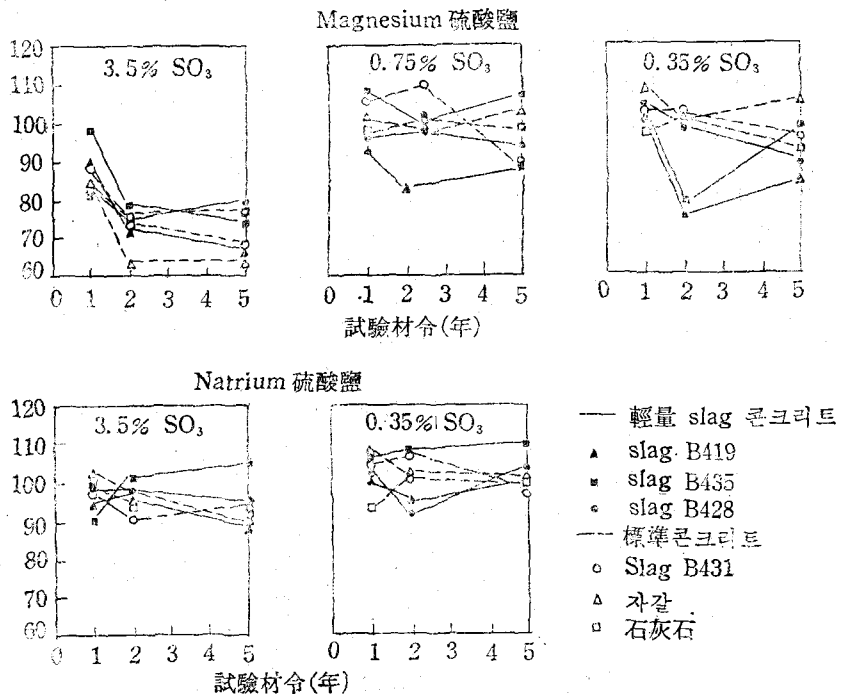 Magnesium 硫酸鹽
120
110
100
90
80
70
60
3.5% SO₃
0 1 2 3 4 5
0.75% SO₃
0 .1 2 3 4 5
0.35% SO₃
0 1 2 3 4 5
試驗材令(年)
Natrium 硫酸鹽
120
110
100
90
80
70
60
3.5% SO₃
0 1 2 3 4 5
0.35% SO₃
0 1 2 3 4 5
試驗材令(年)
輕量 slag 콘크리트
slag B419
slag B435
slag B428
標準콘크리트
Slag B431
자갈
石灰石